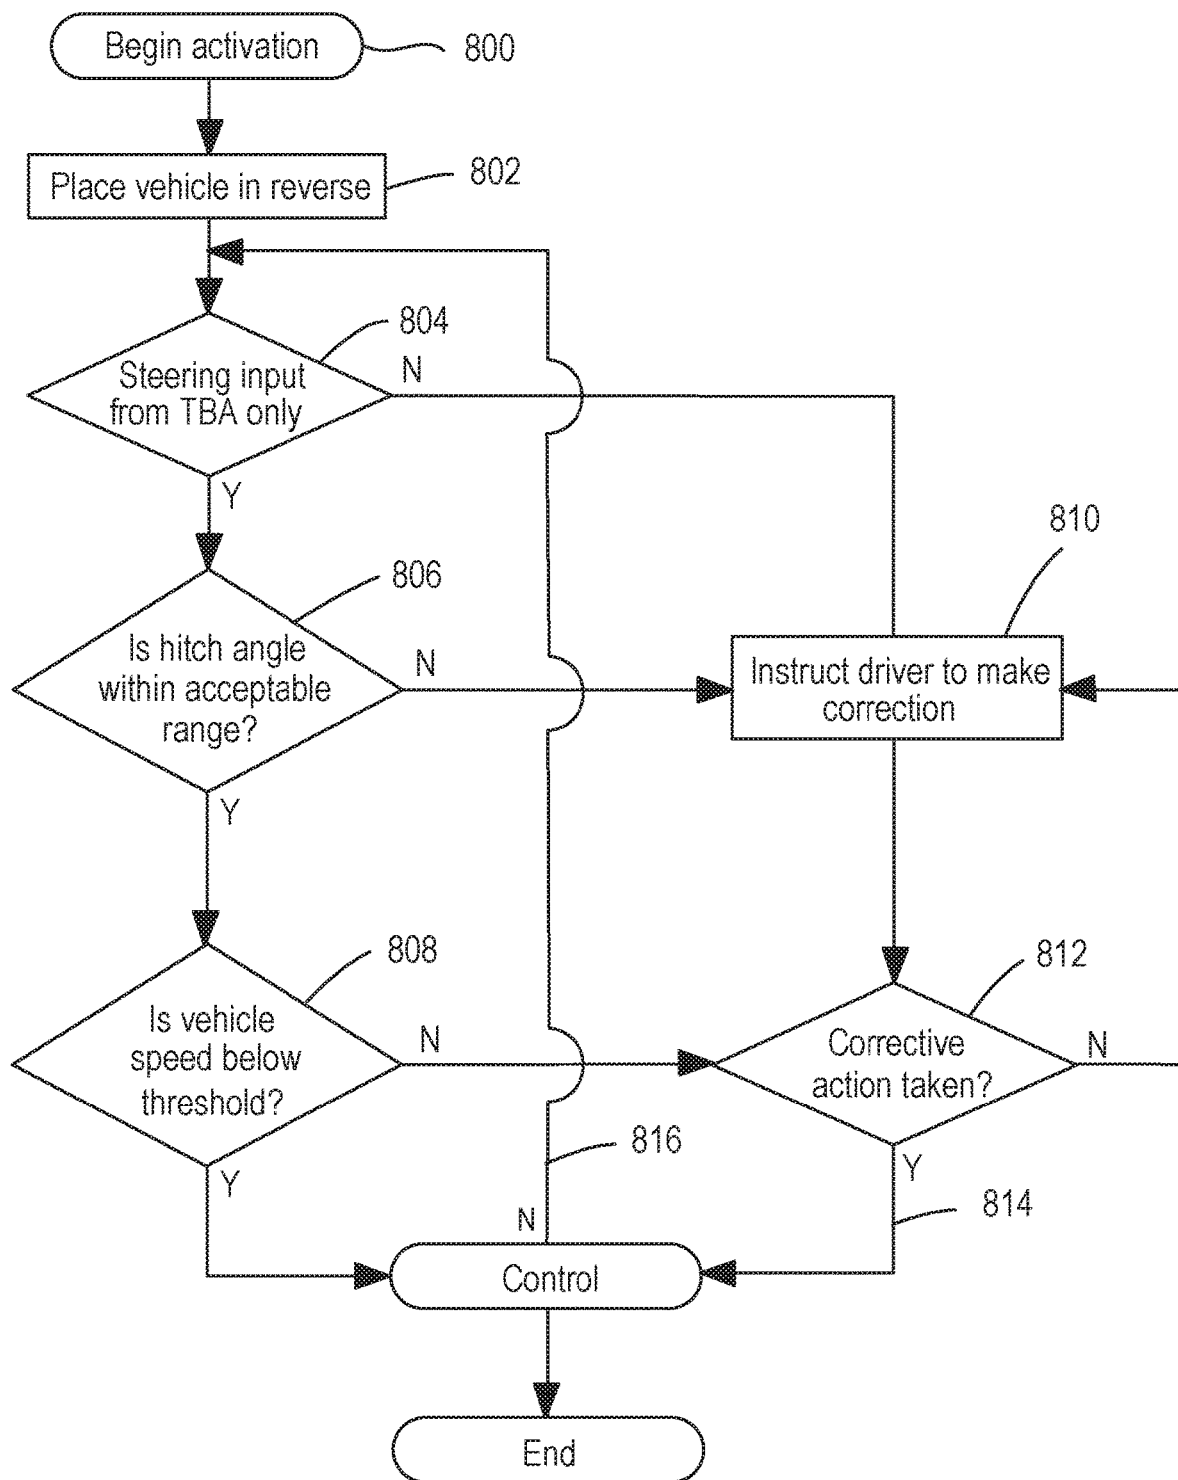 Begin activation
800
Place vehicle in reverse
802
804
Steering input
from TBA only
N
Y
806
Is hitch angle
within acceptable
range?
N
Y
810
Instruct driver to make
correction
808
Is vehicle
speed below
threshold?
N
Y
812
Corrective
action taken?
N
Y
814
816
N
Control
End